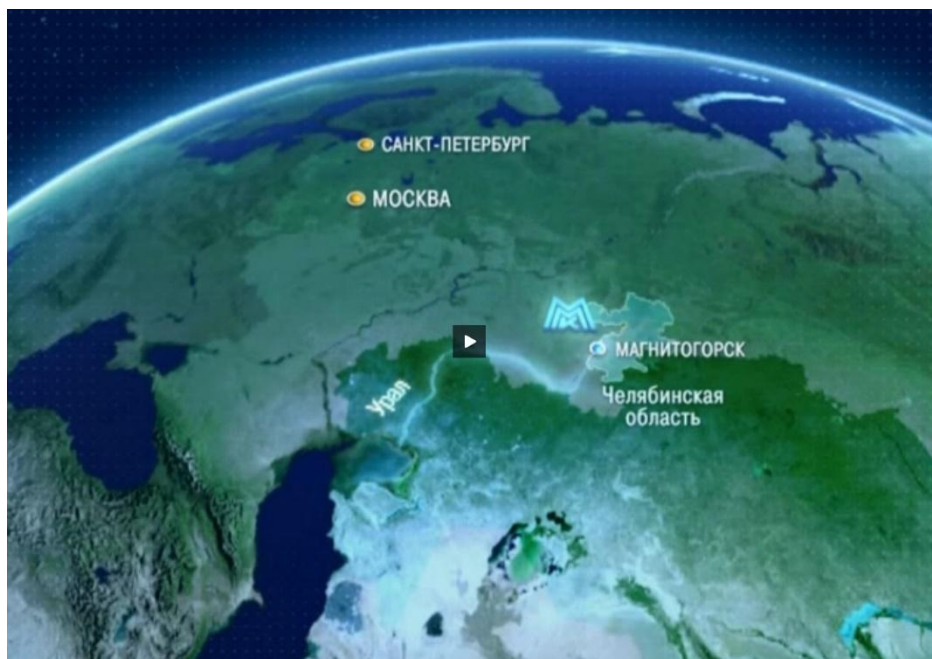 САНКТ-ПЕТЕРБУРГ
МОСКВА
МАГНИТОГОРСК
Урал
Челябинская
область